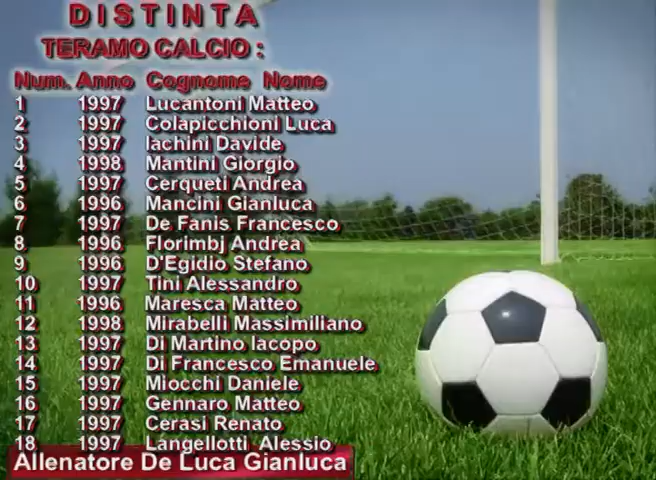 DISTINTA
TERAMO CALCIO :
Num. Anno Cognome Nome
1 1997 Lucantoni Matteo
2 1997 Colapicchioni Luca
3 1997 Iachini Davide
4 1998 Mantini Giorgio
5 1997 Cerqueti Andrea
6 1996 Mancini Gianluca
7 1997 De Fanis Francesco
8 1996 Florimbj Andrea
9 1996 D'Egidio Stefano
10 1997 Tini Alessandro
11 1996 Maresca Matteo
12 1998 Mirabelli Massimiliano
13 1997 Di Martino Iacopo
14 1997 Di Francesco Emanuele
15 1997 Miocchi Daniele
16 1997 Gennaro Matteo
17 1997 Cerasi Renato
18 1997 Langellotti Alessio
Allenatore De Luca Gianluca